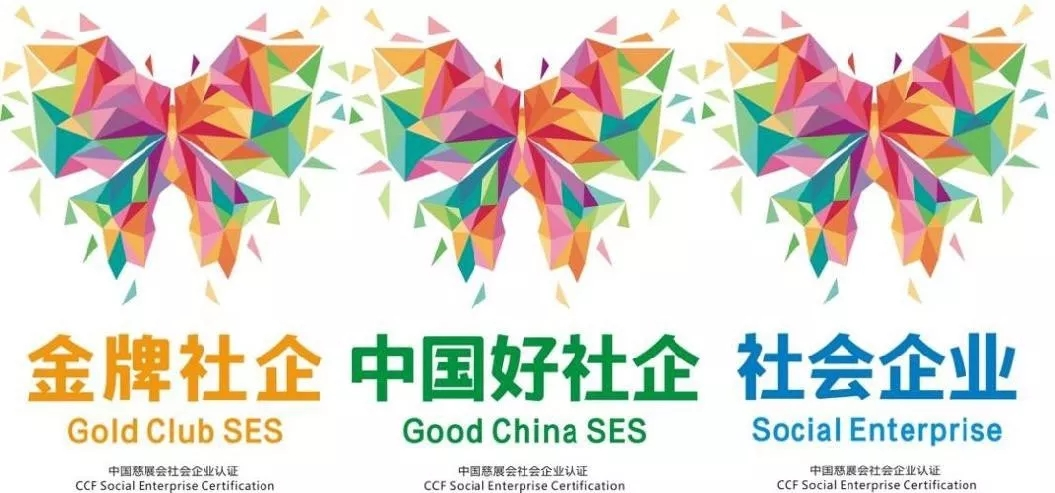 金牌社企
Gold Club SES
中国慈展会社会企业认证
CCF Social Enterprise Certification
中国好社企
Good China SES
中国慈展会社会企业认证
CCF Social Enterprise Certification
社会企业
Social Enterprise
中国慈展会社会企业认证
CCF Social Enterprise Certification